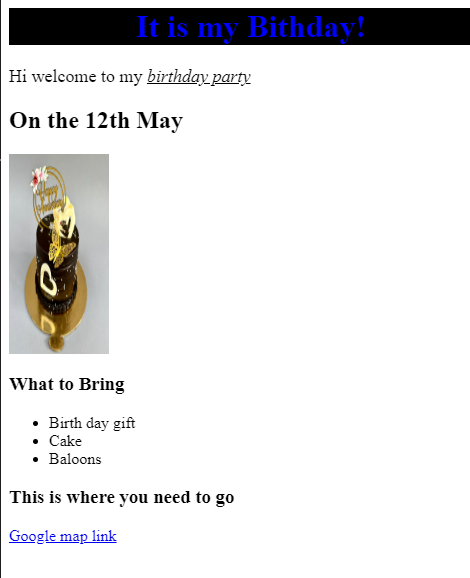 It is my Bithday!
Hi welcome to my birthday party
On the 12th May
What to Bring
Birth day gift
Cake
Baloons
This is where you need to go
Google map link